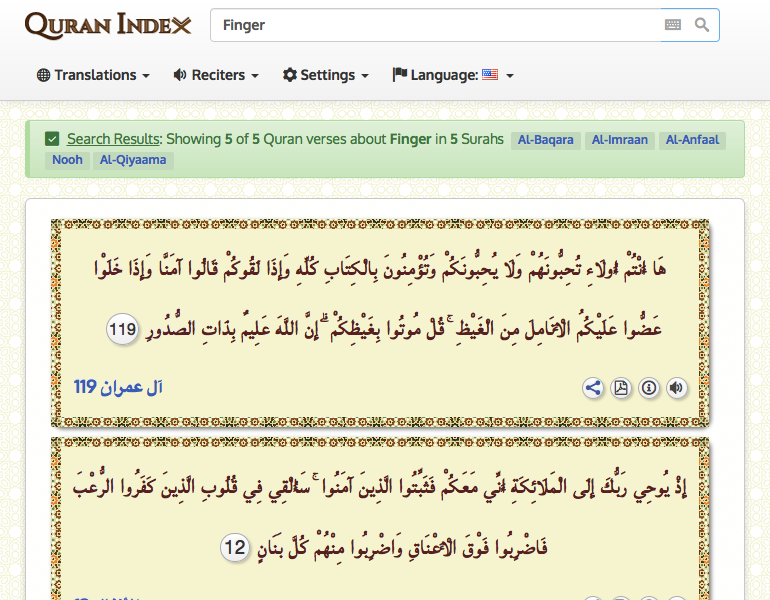 QURAN INDEX
Finger
Translations Reciters Settings Language:
Search Results: Showing 5 of 5 Quran verses about Finger in 5 Surahs Al-Baqara Al-Imraan Al-Anfaal
Nooh Al-Qiyaama
هَا أَنْتُمْ أُولَاءِ تُحِبُّونَهُمْ وَلَا يُحِبُّونَكُمْ وَتُؤْمِنُونَ بِالْكِتَابِ كُلِّهِ وَإِذَا لَقُوكُمْ قَالُوا آمَنَّا وَإِذَا خَلَوْا
عَضُّوا عَلَيْكُمُ الْأَنَامِلَ مِنَ الْغَيْظِ ۚ قُلْ مُوتُوا بِغَيْظِكُمْ ۗ إِنَّ اللَّهَ عَلِيمٌ بِذَاتِ الصُّدُورِ 119
آل عمران 119
إِذْ يُوحِي رَبُّكَ إِلَى الْمَلَائِكَةِ أَنِّي مَعَكُمْ فَثَبِّتُوا الَّذِينَ آمَنُوا ۚ سَأُلْقِي فِي قُلُوبِ الَّذِينَ كَفَرُوا الرُّعْبَ
فَاضْرِبُوا فَوْقَ الْأَعْنَاقِ وَاضْرِبُوا مِنْهُمْ كُلَّ بَنَانٍ 12